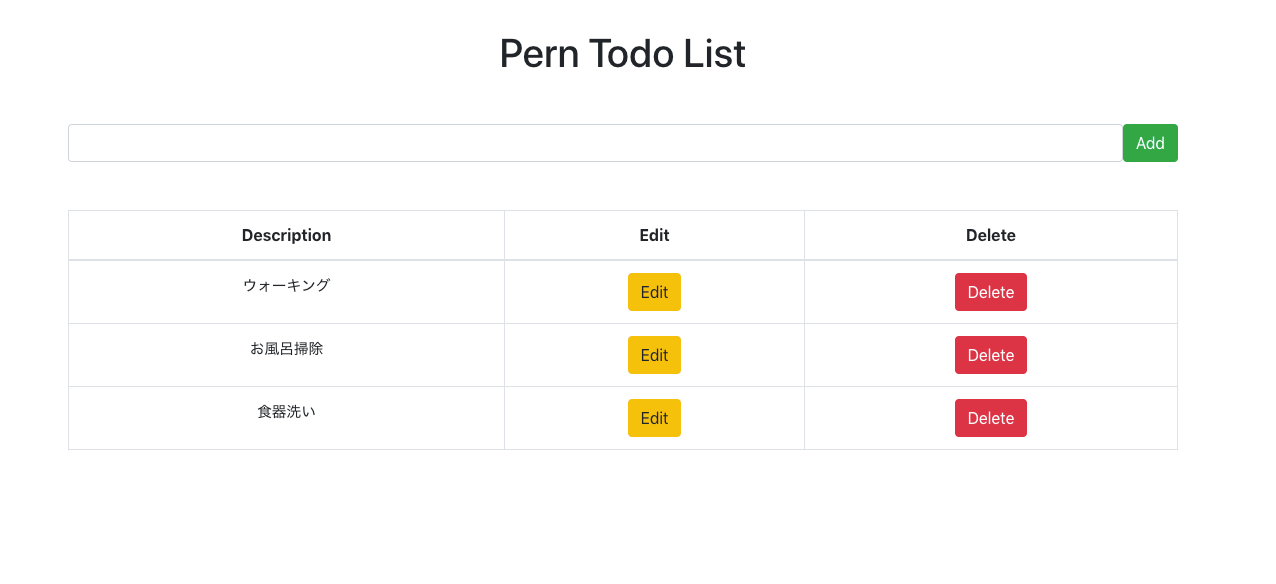 Pern Todo List
Add
Description Edit Delete
ウォーキング Edit Delete
お風呂掃除 Edit Delete
食器洗い Edit Delete